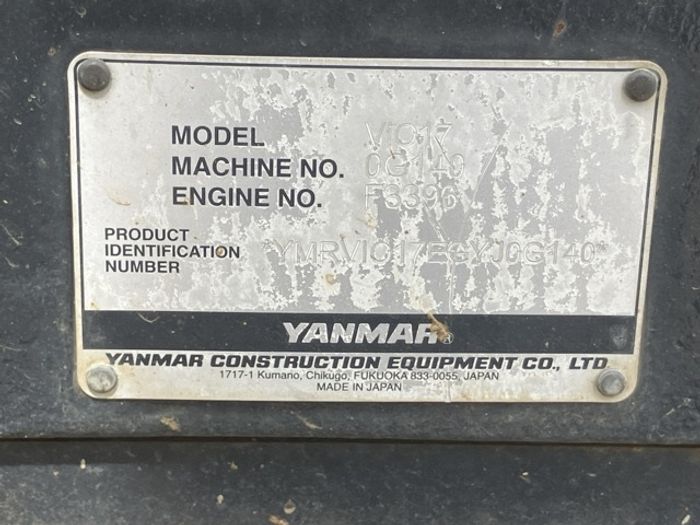 MODEL VIO17
MACHINE NO. 0G140
ENGINE NO. F3396
PRODUCT
IDENTIFICATION
NUMBER
YANMAR®
YANMAR CONSTRUCTION EQUIPMENT CO., LTD
1717-1 Kumano, Chikugo, FUKUOKA 833-0055, JAPAN
MADE IN JAPAN